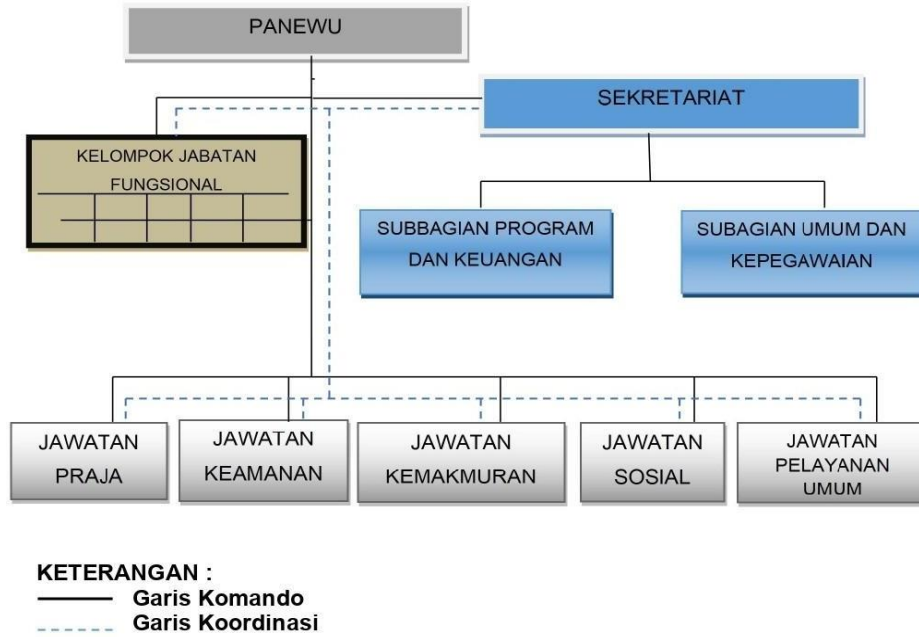 PANEWU
SEKRETARIAT
KELOMPOK JABATAN
FUNGSIONAL
SUBBAGIAN PROGRAM
DAN KEUANGAN
SUBAGIAN UMUM DAN
KEPEGAWAIAN
JAWATAN
PRAJA
JAWATAN
KEAMANAN
JAWATAN
KEMAKMURAN
JAWATAN
SOSIAL
JAWATAN
PELAYANAN
UMUM
KETERANGAN :
Garis Komando
Garis Koordinasi